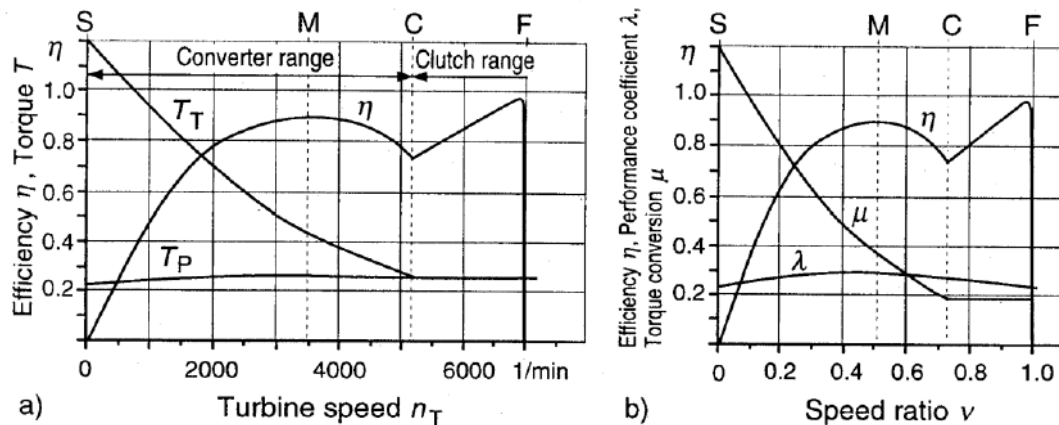 S M C F
η
Converter range Clutch range
1.0
0.8
0.6
0.4
0.2
T_T
η
T_P
Efficiency η, Torque T
0 2000 4000 6000 1/min
a) Turbine speed n_T
S M C F
η
1.0
0.8
0.6
0.4
0.2
η
μ
λ
Efficiency η, Performance coefficient λ,
Torque conversion μ
0 0.2 0.4 0.6 0.8 1.0
b) Speed ratio ν